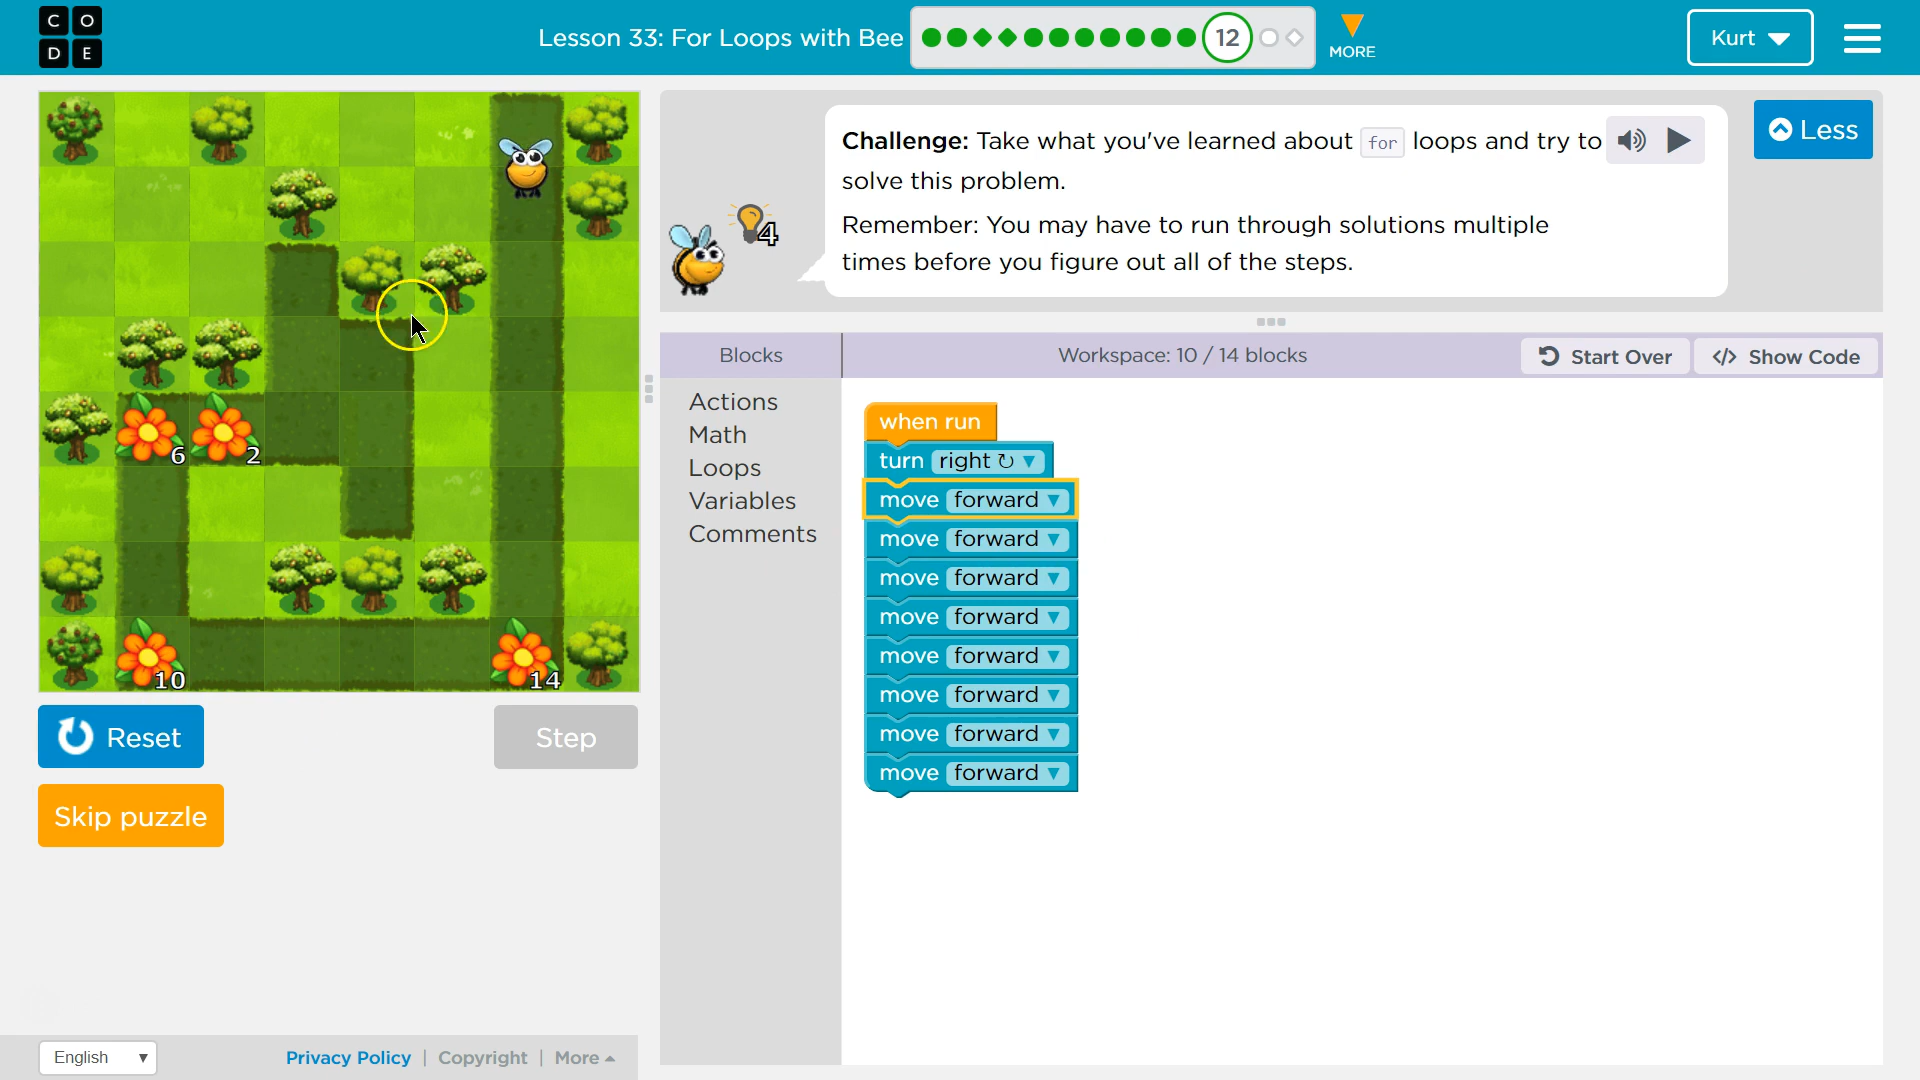 C O
D E
Lesson 33: For Loops with Bee
12
MORE
Kurt
Challenge: Take what you've learned about for loops and try to
solve this problem.
Remember: You may have to run through solutions multiple
times before you figure out all of the steps.
4
Less
Blocks
Workspace: 10 / 14 blocks
Start Over
</> Show Code
Actions
Math
Loops
Variables
Comments
when run
turn right ↻ ▼
move forward ▼
move forward ▼
move forward ▼
move forward ▼
move forward ▼
move forward ▼
move forward ▼
move forward ▼
6
2
10
14
Reset
Step
Skip puzzle
English
Privacy Policy | Copyright | More